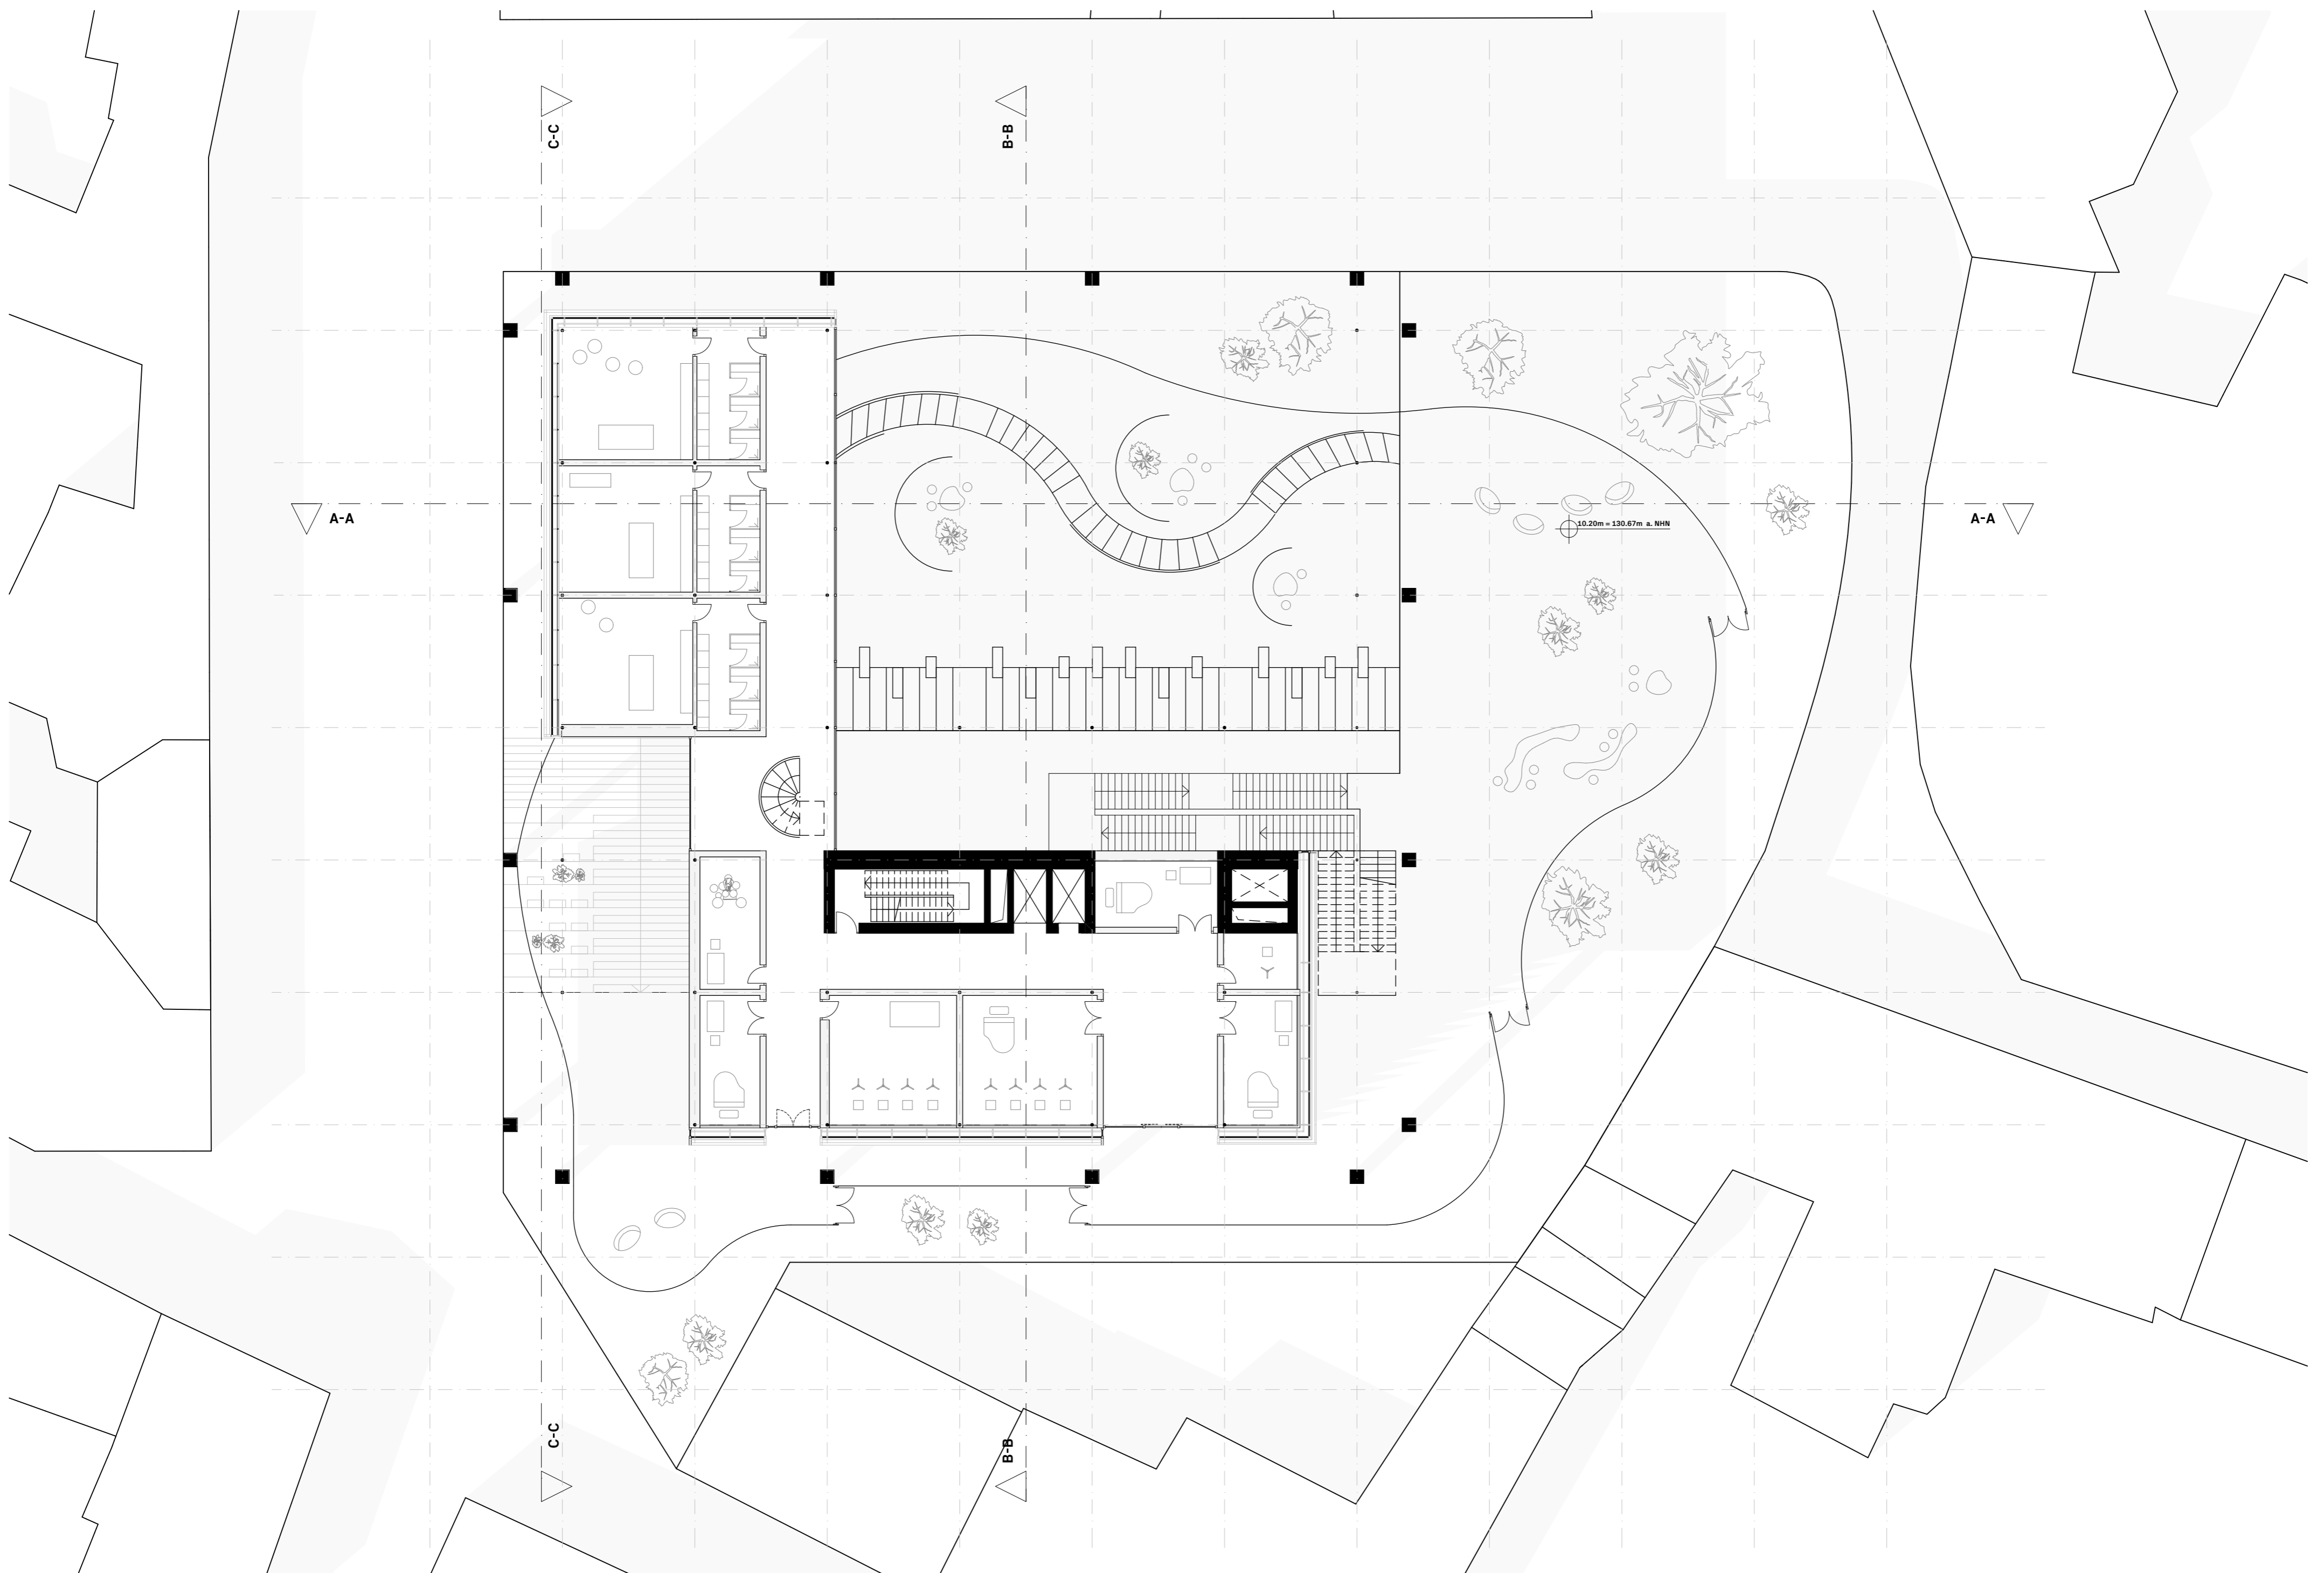 C-C
B-B
A-A
A-A
10.20m = 130.67m a. NHN
C-C
B-B